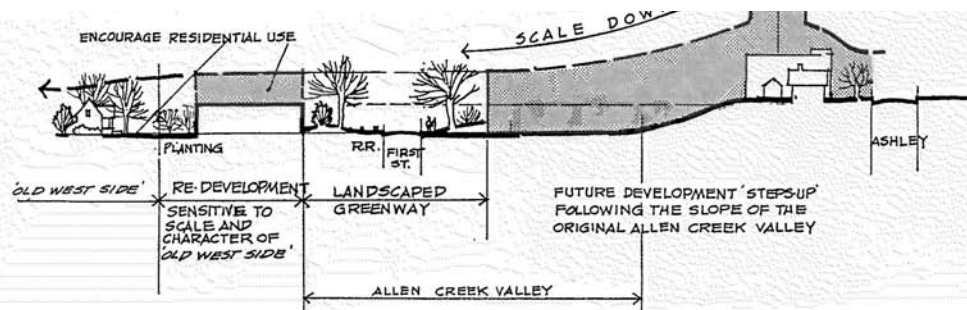 SCALE DOW
ENCOURAGE RESIDENTIAL USE
PLANTING
R.R.
FIRST
ST.
ASHLEY
'OLD WEST SIDE'
RE-DEVELOPMENT
SENSITIVE TO
SCALE AND
CHARACTER OF
'OLD WEST SIDE'
LANDSCAPED
GREENWAY
FUTURE DEVELOPMENT 'STEPS-UP'
FOLLOWING THE SLOPE OF THE
ORIGINAL ALLEN CREEK VALLEY
ALLEN CREEK VALLEY